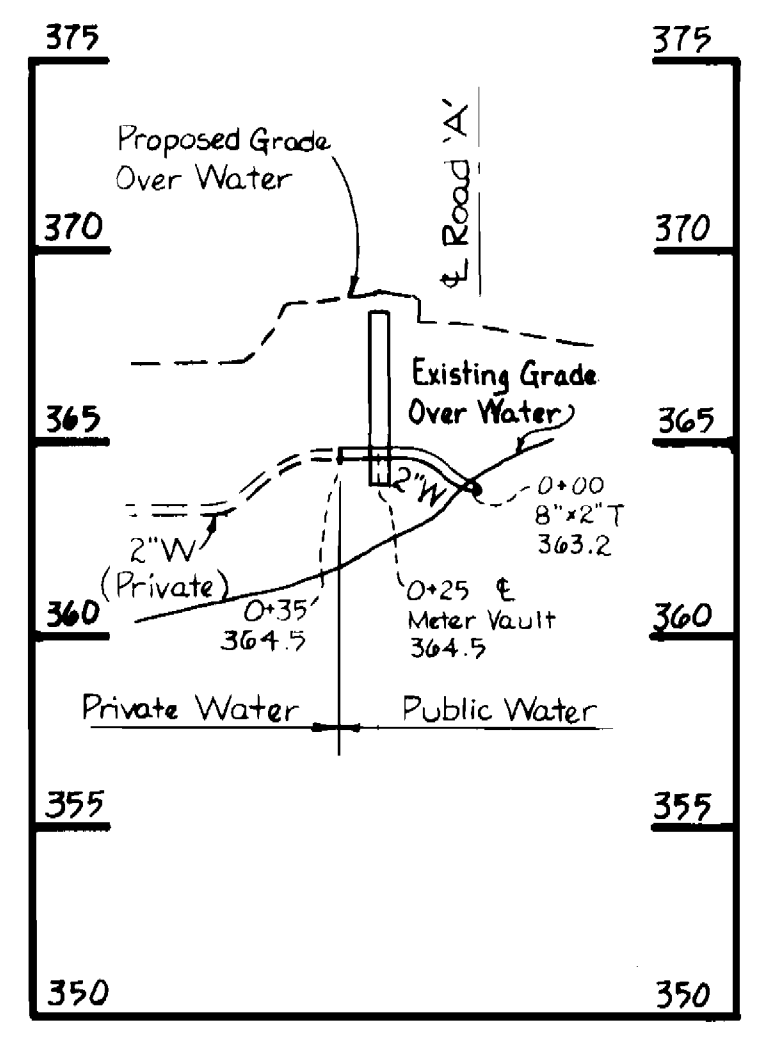 375
375
Proposed Grade
Over Water
℄ Road 'A'
370
370
Existing Grade
Over Water
365
365
2"W
0+00
8"x2" T
363.2
2"W
(Private)
0+35
364.5
0+25 ℄
Meter Vault
364.5
360
360
Private Water
Public Water
355
355
350
350